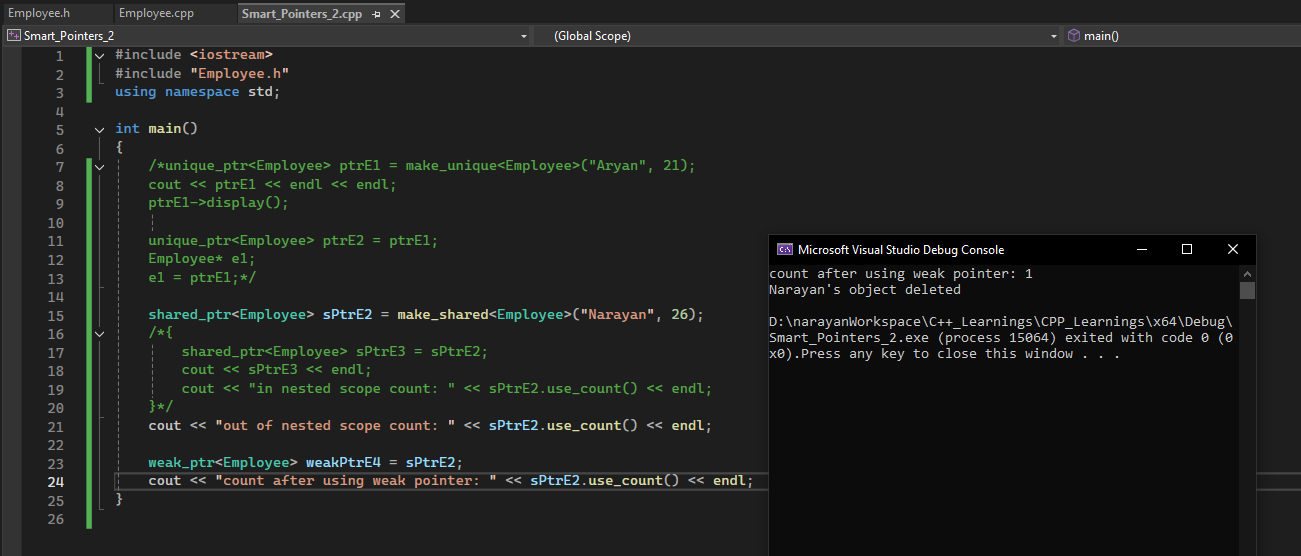 Employee.h Employee.cpp Smart_Pointers_2.cpp
Smart_Pointers_2 (Global Scope) main()
1 #include <iostream>
2 #include "Employee.h"
3 using namespace std;
4
5 int main()
6 {
7 /*unique_ptr<Employee> ptrE1 = make_unique<Employee>("Aryan", 21);
8 cout << ptrE1 << endl << endl;
9 ptrE1->display();
10
11 unique_ptr<Employee> ptrE2 = ptrE1;
12 Employee* e1;
13 e1 = ptrE1;*/
14
15 shared_ptr<Employee> sPtrE2 = make_shared<Employee>("Narayan", 26);
16 /*{
17 shared_ptr<Employee> sPtrE3 = sPtrE2;
18 cout << sPtrE3 << endl;
19 cout << "in nested scope count: " << sPtrE2.use_count() << endl;
20 }*/
21 cout << "out of nested scope count: " << sPtrE2.use_count() << endl;
22
23 weak_ptr<Employee> weakPtrE4 = sPtrE2;
24 cout << "count after using weak pointer: " << sPtrE2.use_count() << endl;
25 }
26
Microsoft Visual Studio Debug Console
count after using weak pointer: 1
Narayan's object deleted
D:\narayanWorkspace\C++_Learnings\CPP_Learnings\x64\Debug\
Smart_Pointers_2.exe (process 15064) exited with code 0 (0
x0).Press any key to close this window . . .